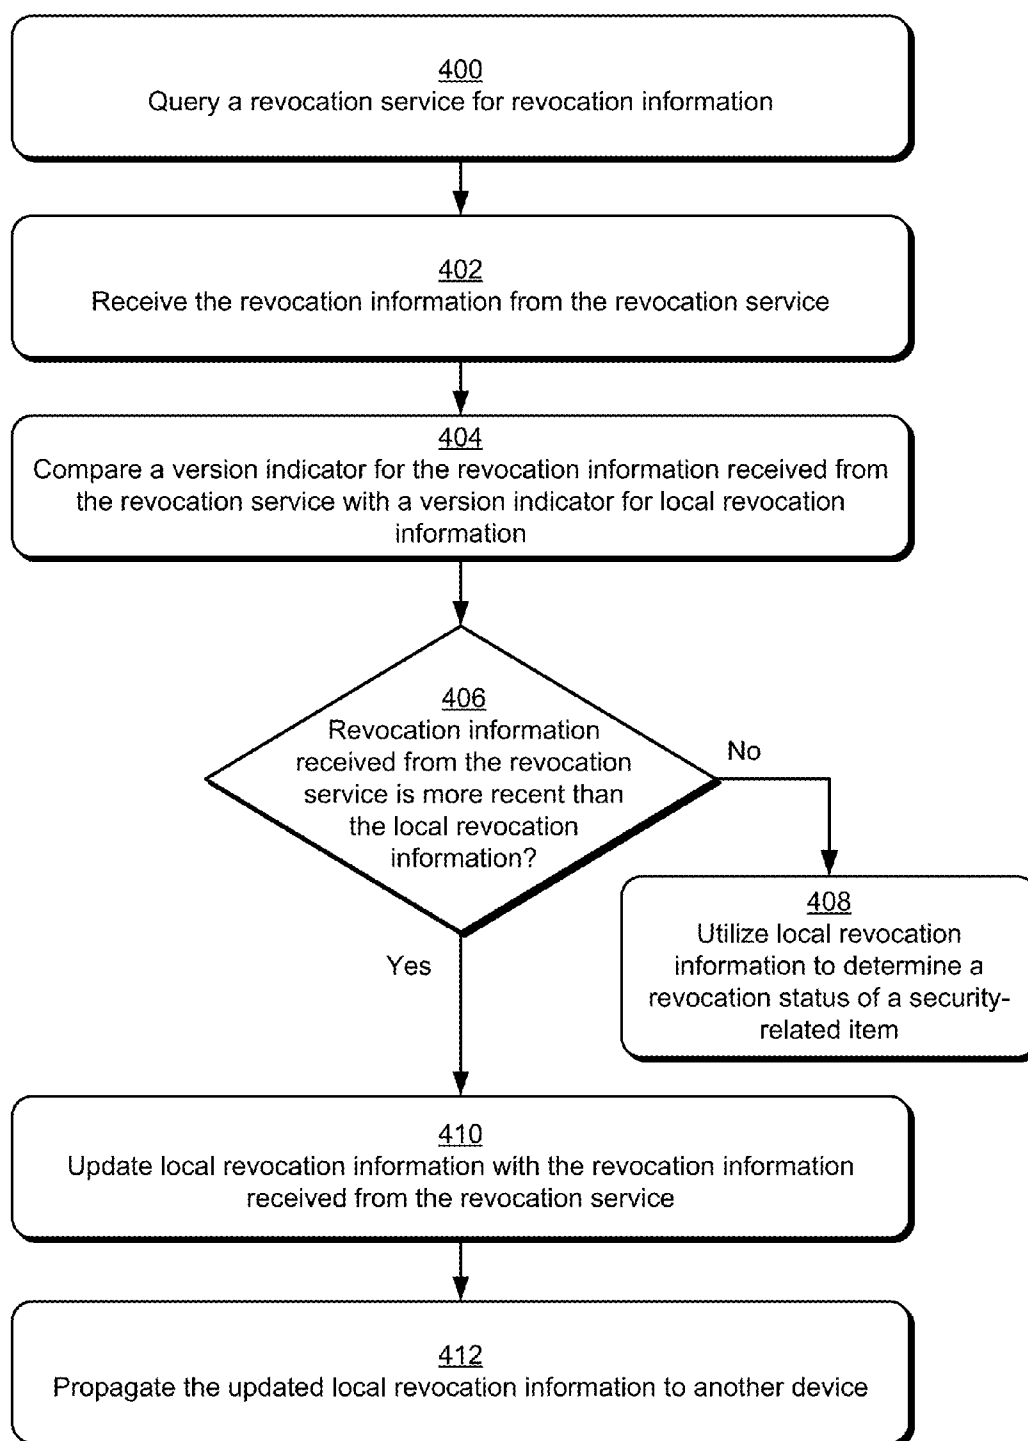 400
Query a revocation service for revocation information
402
Receive the revocation information from the revocation service
404
Compare a version indicator for the revocation information received from
the revocation service with a version indicator for local revocation
information
406
Revocation information
received from the revocation
service is more recent than
the local revocation
information?
No
408
Utilize local revocation
information to determine a
revocation status of a security-
related item
Yes
410
Update local revocation information with the revocation information
received from the revocation service
412
Propagate the updated local revocation information to another device